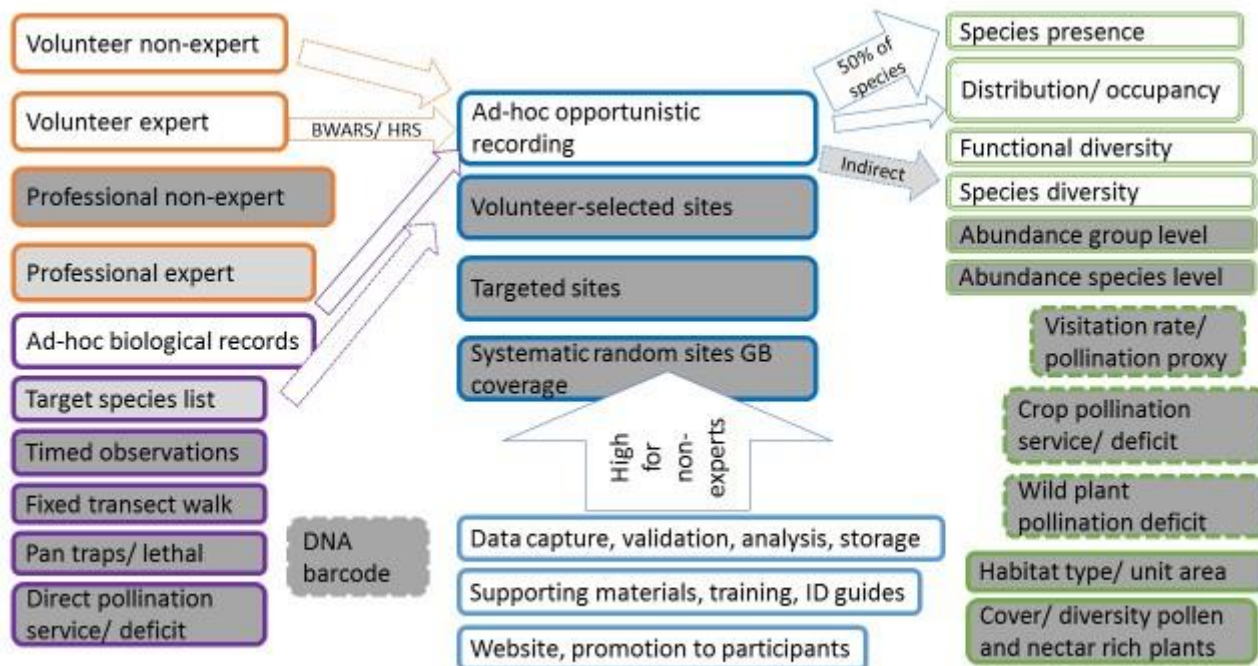 Volunteer non-expert
Volunteer expert
Professional non-expert
Professional expert
Ad-hoc biological records
Target species list
Timed observations
Fixed transect walk
Pan traps/ lethal
Direct pollination
service/ deficit
DNA
barcode
BWARS/ HRS
Ad-hoc opportunistic
recording
Volunteer-selected sites
Targeted sites
Systematic random sites GB
coverage
High
for
non-
experts
Data capture, validation, analysis, storage
Supporting materials, training, ID guides
Website, promotion to participants
50% of
species
Indirect
Species presence
Distribution/ occupancy
Functional diversity
Species diversity
Abundance group level
Abundance species level
Visitation rate/
pollination proxy
Crop pollination
service/ deficit
Wild plant
pollination deficit
Habitat type/ unit area
Cover/ diversity pollen
and nectar rich plants